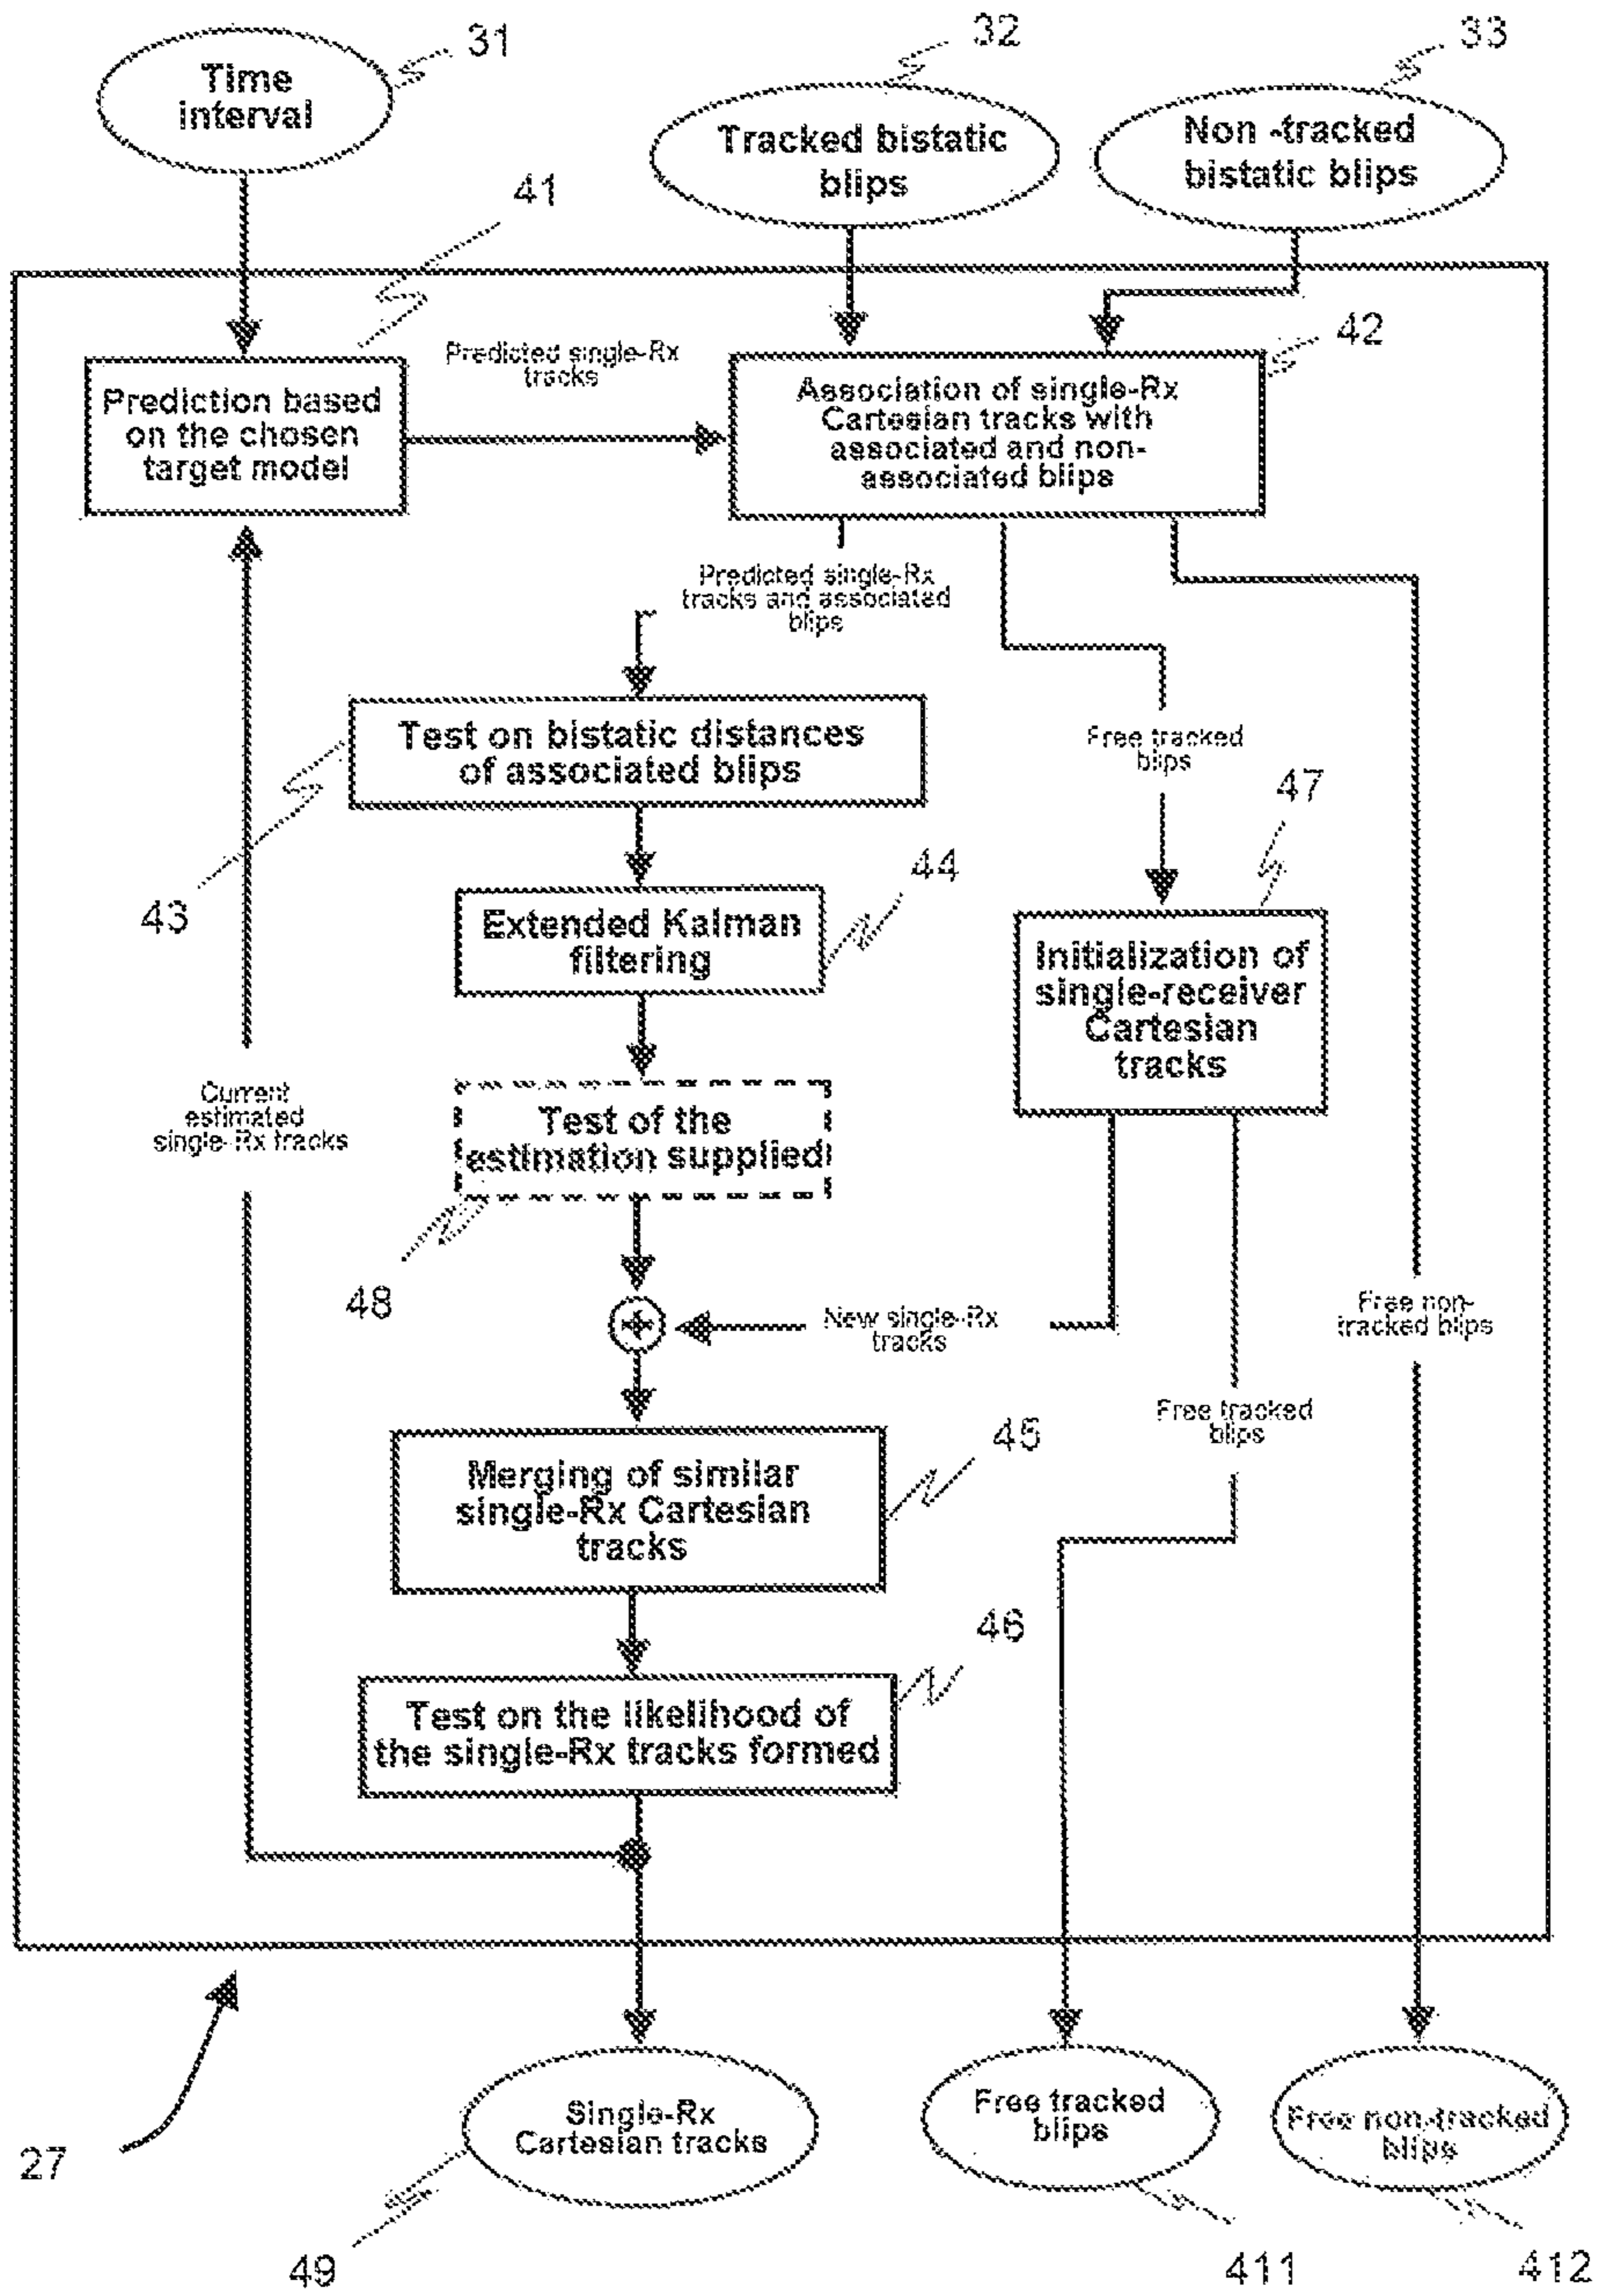 31
32
33
Time
interval
Tracked bistatic
blips
Non -tracked
bistatic blips
41
42
Predicted single-Rx
tracks
Prediction based
on the chosen
target model
Association of single-Rx
Cartesian tracks with
associated and non-
associated blips
Predicted single-Rx
tracks and associated
blips
Test on bistatic distances
of associated blips
Free tracked
blips
47
43
44
Extended Kalman
filtering
Initialization of
single-receiver
Cartesian
tracks
Current
estimated
single-Rx tracks
Test of the
estimation supplied
48
New single-Rx
tracks
Free non-
tracked blips
Free tracked
blips
45
Merging of similar
single-Rx Cartesian
tracks
46
Test on the likelihood of
the single-Rx tracks formed
27
Single-Rx
Cartesian tracks
Free tracked
blips
Free non-tracked
blips
49
411
412